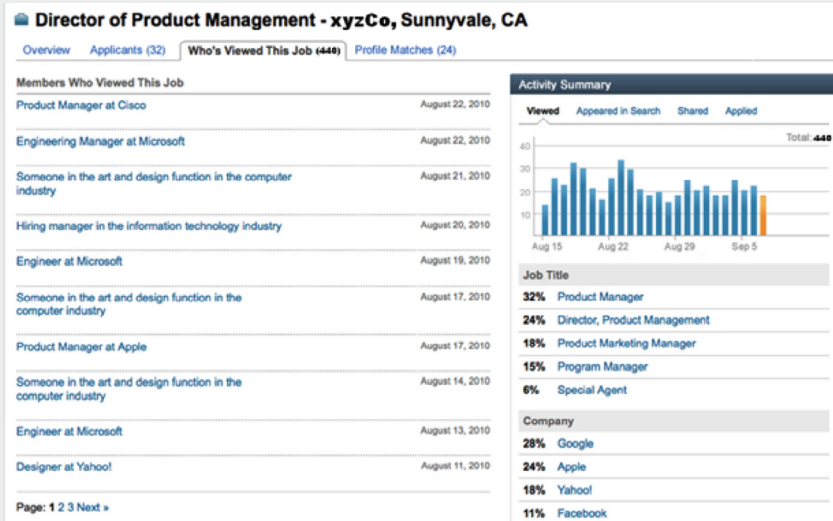 Director of Product Management - xyzCo, Sunnyvale, CA
Overview Applicants (32) Who's Viewed This Job (440) Profile Matches (24)
Members Who Viewed This Job
Product Manager at Cisco August 22, 2010
Engineering Manager at Microsoft August 22, 2010
Someone in the art and design function in the computer August 21, 2010
industry
Hiring manager in the information technology industry August 20, 2010
Engineer at Microsoft August 19, 2010
Someone in the art and design function in the August 17, 2010
computer industry
Product Manager at Apple August 17, 2010
Someone in the art and design function in the August 14, 2010
computer industry
Engineer at Microsoft August 13, 2010
Designer at Yahoo! August 11, 2010
Page: 1 2 3 Next »
Activity Summary
Viewed Appeared in Search Shared Applied
Total: 440
40
30
20
10
Aug 15 Aug 22 Aug 29 Sep 5
Job Title
32% Product Manager
24% Director, Product Management
18% Product Marketing Manager
15% Program Manager
6% Special Agent
Company
28% Google
24% Apple
18% Yahoo!
11% Facebook